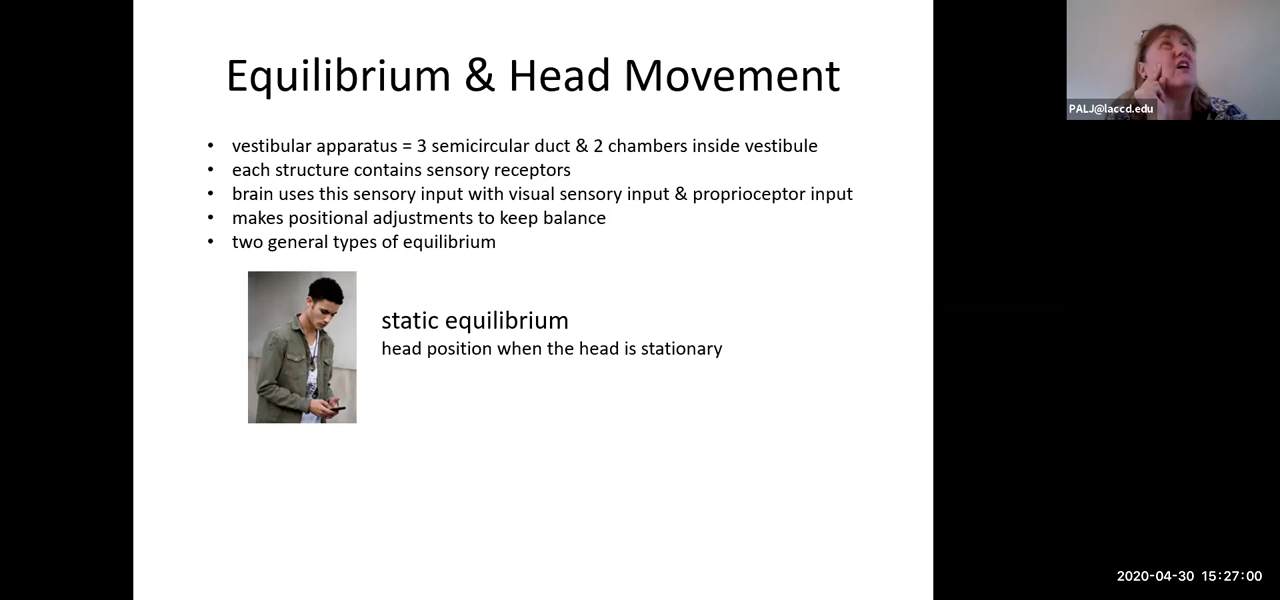 Equilibrium & Head Movement
• vestibular apparatus = 3 semicircular duct & 2 chambers inside vestibule
• each structure contains sensory receptors
• brain uses this sensory input with visual sensory input & proprioceptor input
• makes positional adjustments to keep balance
• two general types of equilibrium
static equilibrium
head position when the head is stationary
PALJ@laccd.edu
2020-04-30 15:27:00